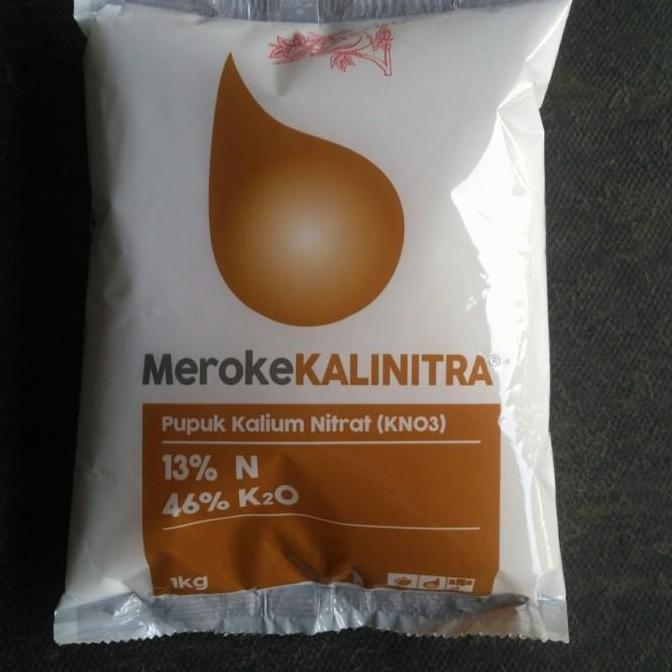 MerokeKALINITRA®
Pupuk Kalium Nitrat (KNO3)
13% N
46% K₂O
1kg